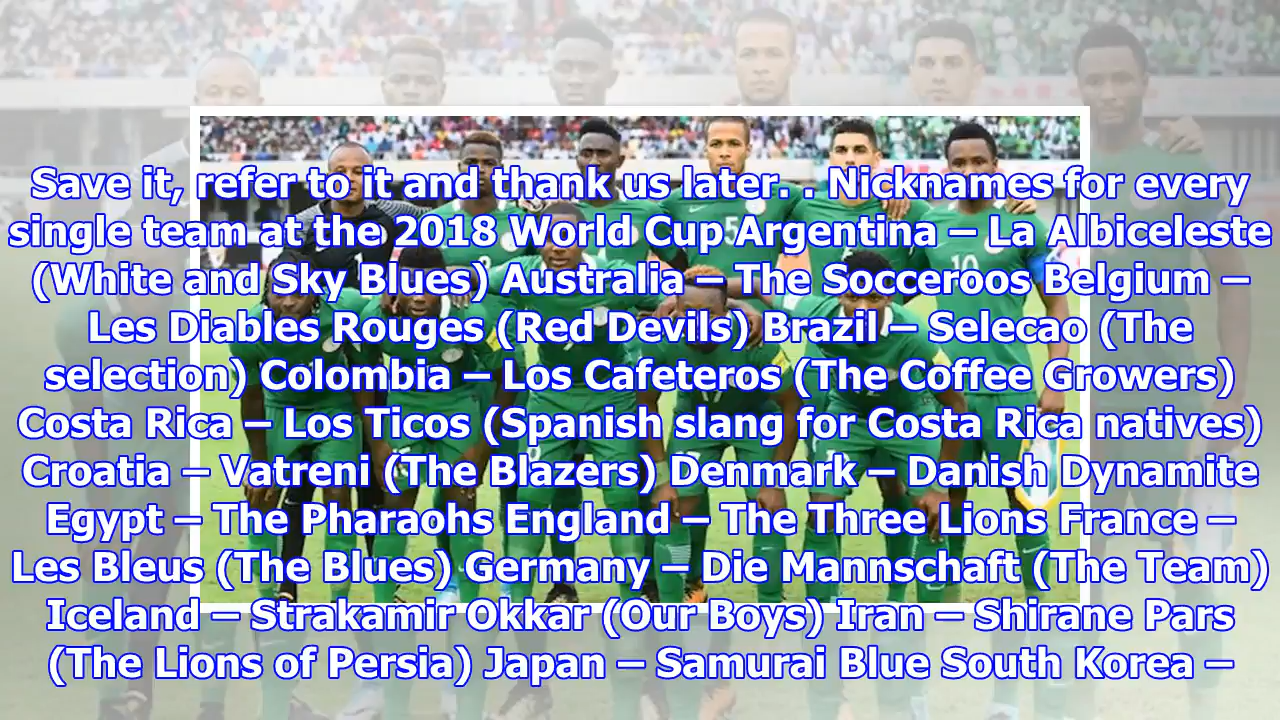 Save it, refer to it and thank us later. . Nicknames for every
single team at the 2018 World Cup Argentina – La Albiceleste
(White and Sky Blues) Australia – The Socceroos Belgium –
Les Diables Rouges (Red Devils) Brazil – Selecao (The
selection) Colombia – Los Cafeteros (The Coffee Growers)
Costa Rica – Los Ticos (Spanish slang for Costa Rica natives)
Croatia – Vatreni (The Blazers) Denmark – Danish Dynamite
Egypt – The Pharaohs England – The Three Lions France –
Les Bleus (The Blues) Germany – Die Mannschaft (The Team)
Iceland – Strakamir Okkar (Our Boys) Iran – Shirane Pars
(The Lions of Persia) Japan – Samurai Blue South Korea –